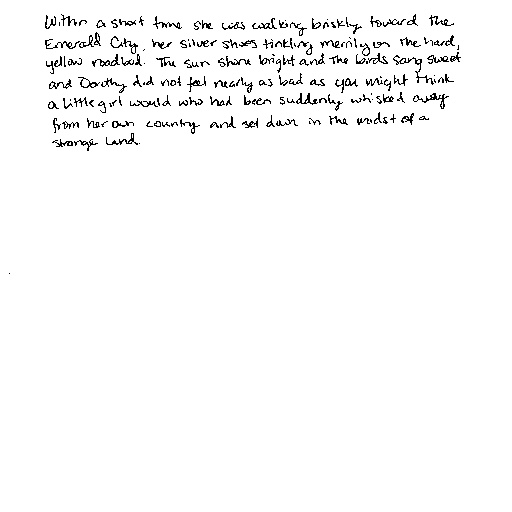 Within a short time she was walking briskly toward the
Emerald City, her silver shoes tinkling merrily on the hard,
yellow roadbed. The sun shone bright and the birds sang sweet
and Dorothy did not feel nearly as bad as you might think
a little girl would who had been suddenly whisked away
from her own country and set down in the midst of a
strange land.